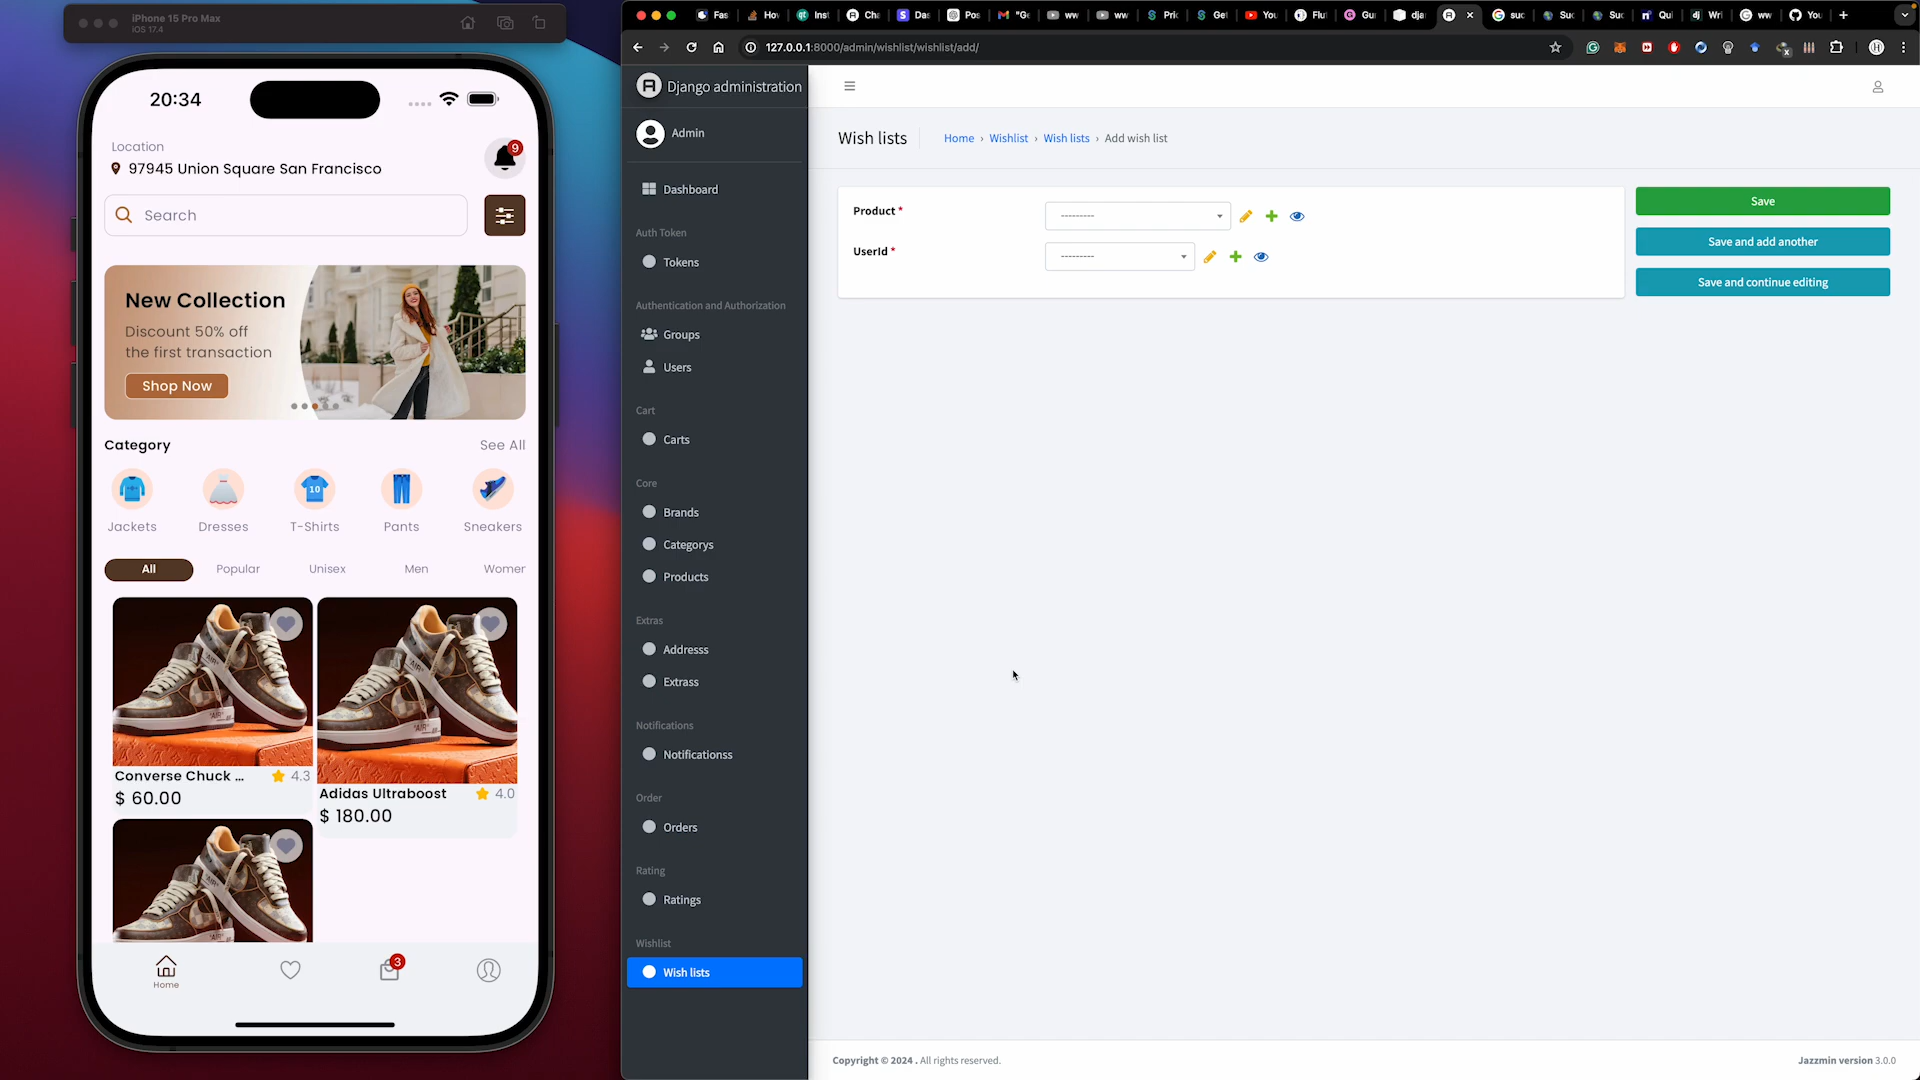 iPhone 15 Pro Max
iOS 17.4
20:34
Location
97945 Union Square San Francisco
9
Search
New Collection
Discount 50% off
the first transaction
Shop Now
Category
See All
10
Jackets
Dresses
T-Shirts
Pants
Sneakers
All
Popular
Unisex
Men
Women
Converse Chuck ...
4.3
$ 60.00
Adidas Ultraboost
4.0
$ 180.00
3
Home
127.0.0.1:8000/admin/wishlist/wishlist/add/
Django administration
Admin
Dashboard
Auth Token
Tokens
Authentication and Authorization
Groups
Users
Cart
Carts
Core
Brands
Categorys
Products
Extras
Addresss
Extrass
Notifications
Notificationss
Order
Orders
Rating
Ratings
Wishlist
Wish lists
Wish lists
Home › Wishlist › Wish lists › Add wish list
Product *
---------
UserId *
---------
Save
Save and add another
Save and continue editing
Copyright © 2024 . All rights reserved.
Jazzmin version 3.0.0